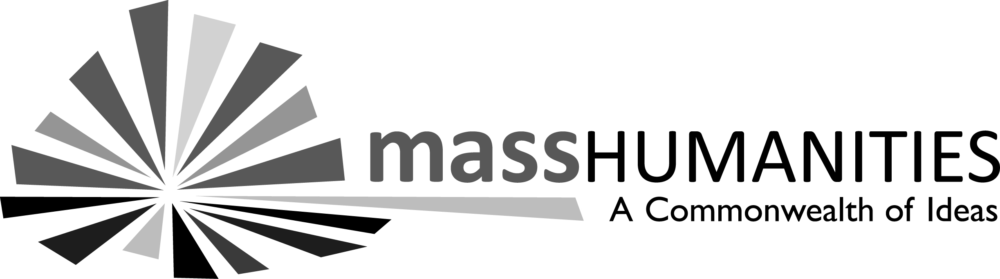 massHUMANITIES
A Commonwealth of Ideas